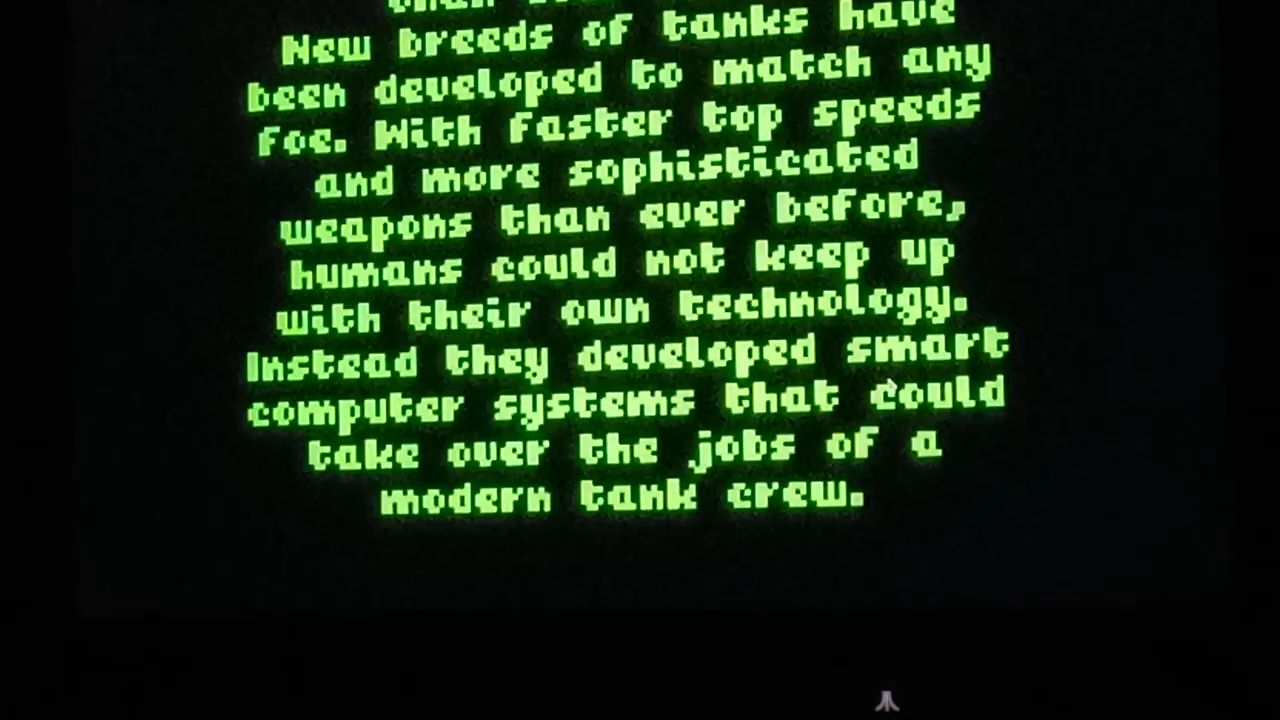 New breeds of tanks have
been developed to match any
foe. With faster top speeds
and more sophisticated
weapons than ever before,
humans could not keep up
with their own technology.
Instead they developed smart
computer systems that could
take over the jobs of a
modern tank crew.